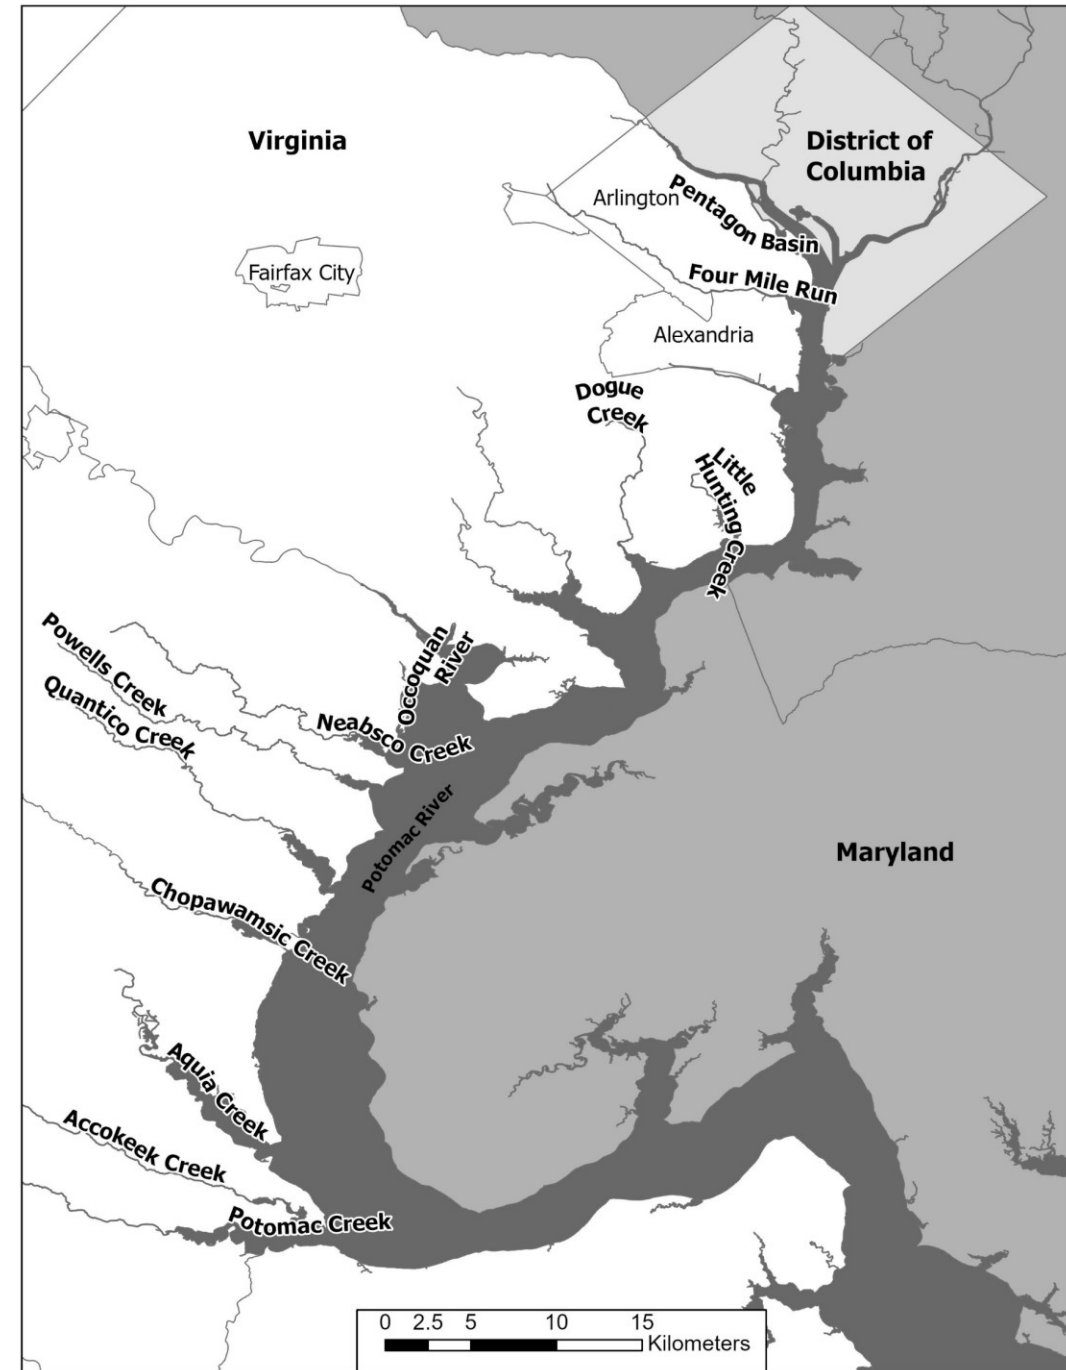 Virginia
District of
Columbia
Arlington
Pentagon Basin
Fairfax City
Four Mile Run
Alexandria
Dogue
Creek
Little
Hunting Creek
Occoquan
River
Powells Creek
Quantico Creek
Neabsco Creek
Potomac River
Maryland
Chopawamsic Creek
Aquia Creek
Accokeek Creek
Potomac Creek
0 2.5 5 10 15
Kilometers